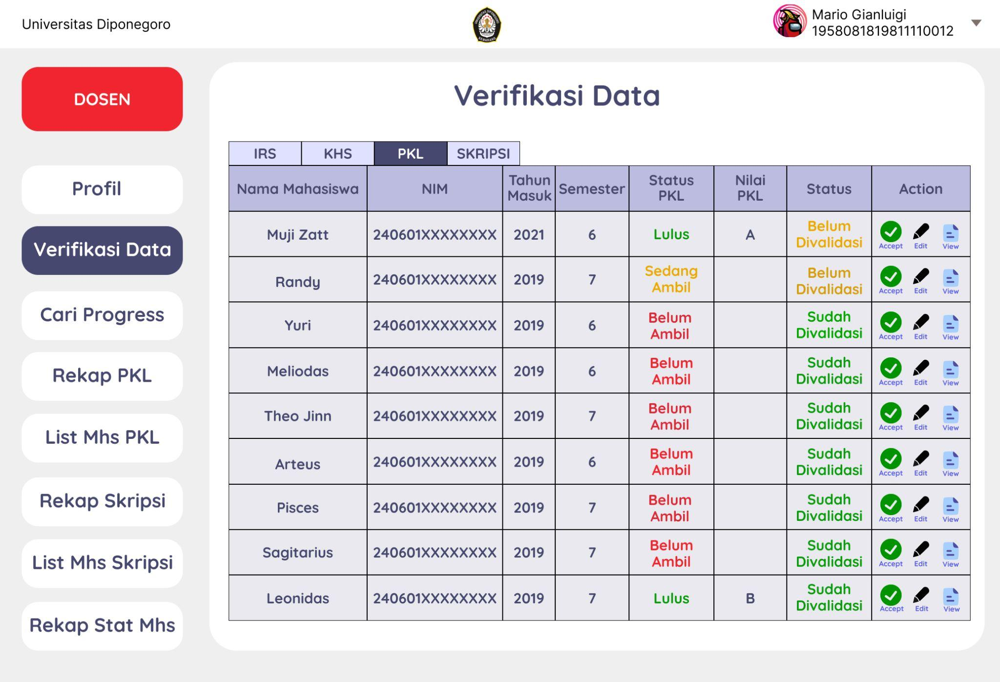 Universitas Diponegoro
UNIVERSITAS DIPONEGORO
SEMARANG
Mario Gianluigi
1958081819811110012
DOSEN
Profil
Verifikasi Data
Cari Progress
Rekap PKL
List Mhs PKL
Rekap Skripsi
List Mhs Skripsi
Rekap Stat Mhs
Verifikasi Data
IRS KHS PKL SKRIPSI
Nama Mahasiswa NIM Tahun Masuk Semester Status PKL Nilai PKL Status Action
Muji Zatt 240601XXXXXXXX 2021 6 Lulus A Belum Divalidasi Accept Edit View
Randy 240601XXXXXXXX 2019 7 Sedang Ambil Belum Divalidasi Accept Edit View
Yuri 240601XXXXXXXX 2019 6 Belum Ambil Sudah Divalidasi Accept Edit View
Meliodas 240601XXXXXXXX 2019 6 Belum Ambil Sudah Divalidasi Accept Edit View
Theo Jinn 240601XXXXXXXX 2019 7 Belum Ambil Sudah Divalidasi Accept Edit View
Arteus 240601XXXXXXXX 2019 6 Belum Ambil Sudah Divalidasi Accept Edit View
Pisces 240601XXXXXXXX 2019 7 Belum Ambil Sudah Divalidasi Accept Edit View
Sagitarius 240601XXXXXXXX 2019 7 Belum Ambil Sudah Divalidasi Accept Edit View
Leonidas 240601XXXXXXXX 2019 7 Lulus B Sudah Divalidasi Accept Edit View